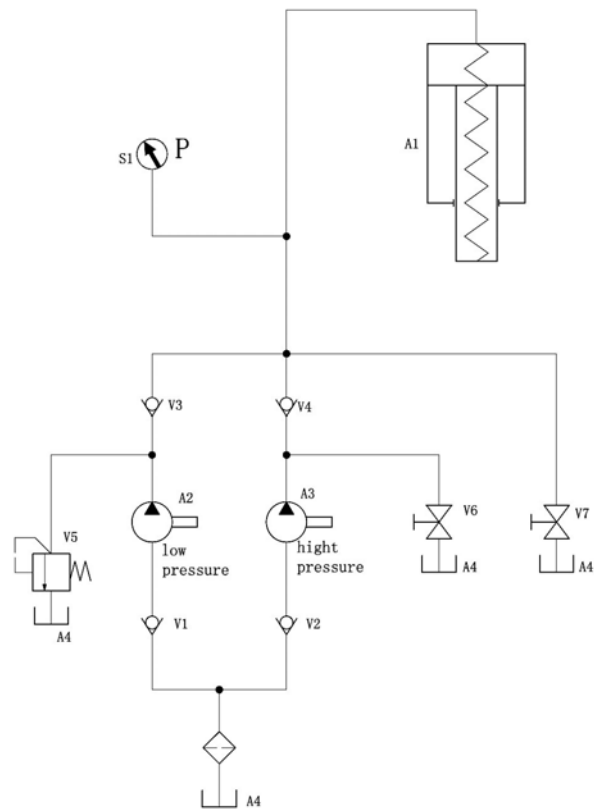 A1
S1 P
V3
V4
A2
A3
V6
V7
V5
low
pressure
hight
pressure
A4
A4
A4
V1
V2
A4